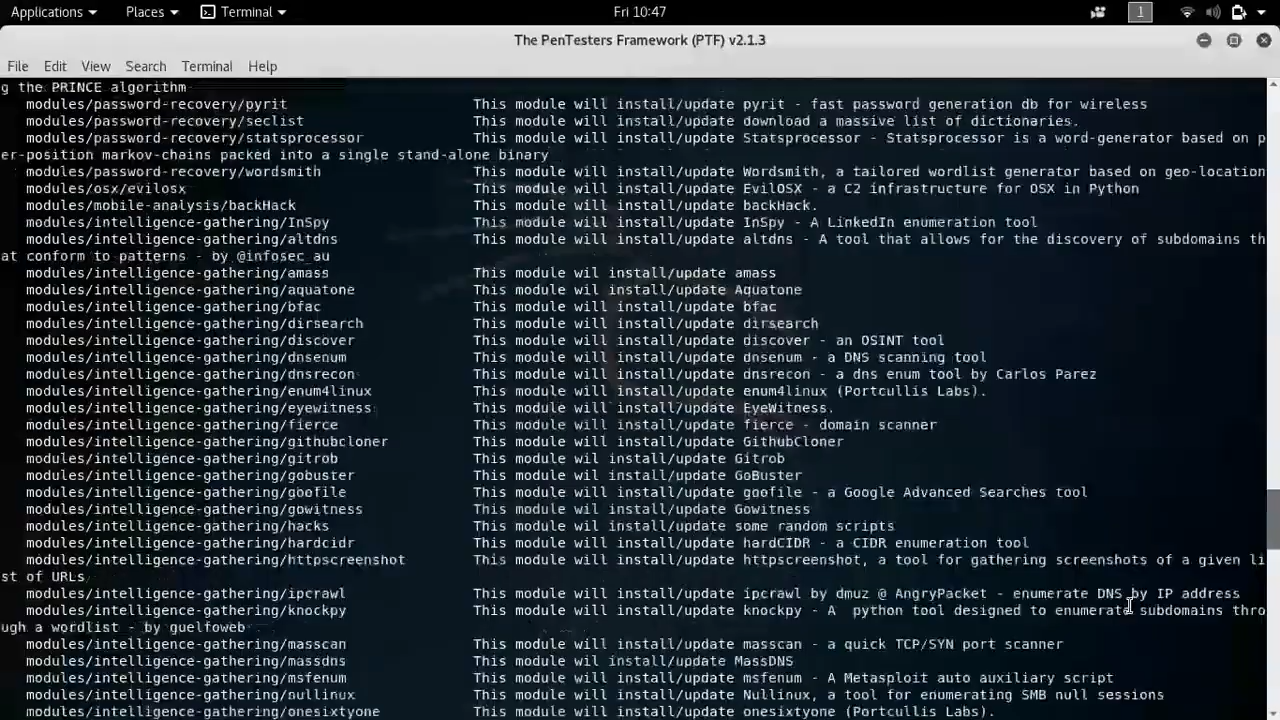 Applications Places Terminal Fri 10:47 1
The PenTesters Framework (PTF) v2.1.3
File Edit View Search Terminal Help
g the PRINCE algorithm
modules/password-recovery/pyrit This module will install/update pyrit - fast password generation db for wireless
modules/password-recovery/seclist This module will install/update download a massive list of dictionaries.
modules/password-recovery/statsprocessor This module will install/update Statsprocessor - Statsprocessor is a word-generator based on p
er-position markov-chains packed into a single stand-alone binary
modules/password-recovery/wordsmith This module will install/update Wordsmith, a tailored wordlist generator based on geo-location
modules/osx/evilosx This module will install/update EvilOSX - a C2 infrastructure for OSX in Python
modules/mobile-analysis/backHack This module will install/update backHack.
modules/intelligence-gathering/InSpy This module will install/update InSpy - A LinkedIn enumeration tool
modules/intelligence-gathering/altdns This module will install/update altdns - A tool that allows for the discovery of subdomains th
at conform to patterns - by @infosec_au
modules/intelligence-gathering/amass This module wil install/update amass
modules/intelligence-gathering/aquatone This module will install/update Aquatone
modules/intelligence-gathering/bfac This module will install/update bfac
modules/intelligence-gathering/dirsearch This module will install/update dirsearch
modules/intelligence-gathering/discover This module will install/update discover - an OSINT tool
modules/intelligence-gathering/dnsenum This module will install/update dnsenum - a DNS scanning tool
modules/intelligence-gathering/dnsrecon This module will install/update dnsrecon - a dns enum tool by Carlos Parez
modules/intelligence-gathering/enum4linux This module will install/update enum4linux (Portcullis Labs).
modules/intelligence-gathering/eyewitness This module will install/update EyeWitness.
modules/intelligence-gathering/fierce This module will install/update fierce - domain scanner
modules/intelligence-gathering/githubcloner This module will install/update GithubCloner
modules/intelligence-gathering/gitrob This module wil install/update Gitrob
modules/intelligence-gathering/gobuster This module will install/update GoBuster
modules/intelligence-gathering/goofile This module will install/update goofile - a Google Advanced Searches tool
modules/intelligence-gathering/gowitness This module wil install/update Gowitness
modules/intelligence-gathering/hacks This module will install/update some random scripts
modules/intelligence-gathering/hardcidr This module will install/update hardCIDR - a CIDR enumeration tool
modules/intelligence-gathering/httpscreenshot This module will install/update httpscreenshot, a tool for gathering screenshots of a given li
st of URLs
modules/intelligence-gathering/ipcrawl This module will install/update ipcrawl by dmuz @ AngryPacket - enumerate DNS by IP address
modules/intelligence-gathering/knockpy This module will install/update knockpy - A  python tool designed to enumerate subdomains thro
ugh a wordlist - by guelfoweb
modules/intelligence-gathering/masscan This module will install/update masscan - a quick TCP/SYN port scanner
modules/intelligence-gathering/massdns This module wil install/update MassDNS
modules/intelligence-gathering/msfenum This module will install/update msfenum - A Metasploit auto auxiliary script
modules/intelligence-gathering/nullinux This module will install/update Nullinux, a tool for enumerating SMB null sessions
modules/intelligence-gathering/onesixtyone This module will install/update onesixtyone (Portcullis Labs).